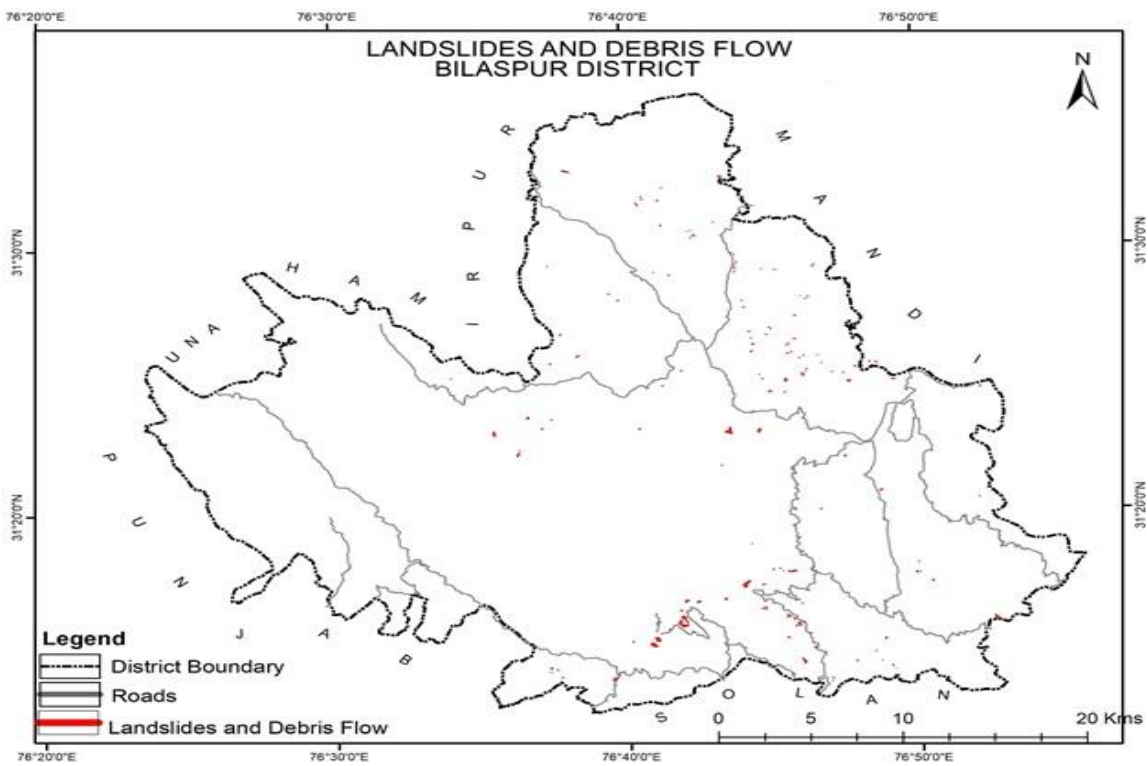 76°20'0"E 76°30'0"E 76°40'0"E 76°50'0"E
LANDSLIDES AND DEBRIS FLOW
BILASPUR DISTRICT
N
HAMIRPUR
MANDI
UNA
PUNJAB
SOLAN
31°30'0"N 31°30'0"N
31°20'0"N 31°20'0"N
Legend
District Boundary
Roads
Landslides and Debris Flow
0 5 10 20 Kms
76°20'0"E 76°30'0"E 76°40'0"E 76°50'0"E